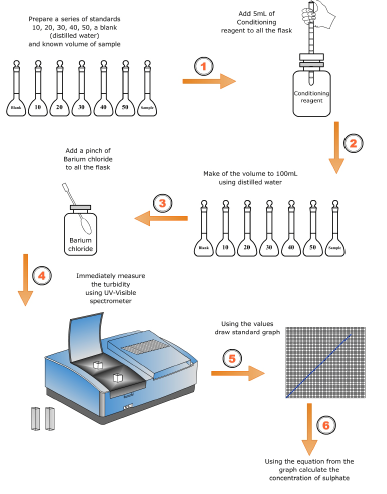 Prepare a series of standards
10, 20, 30, 40, 50, a blank
(distilled water)
and known volume of sample
Blank 10 20 30 40 50 Sample
1
Add 5mL of
Conditioning
reagent to all the flask
Conditioning
reagent
2
Make of the volume to 100mL
using distilled water
Blank 10 20 30 40 50 Sample
3
Add a pinch of
Barium chloride
to all the flask
Barium
chloride
4
Immediately measure
the turbidity
using UV-Visible
spectrometer
5
Using the values
draw standard graph
6
Using the equation from the
graph calculate the
concentration of sulphate